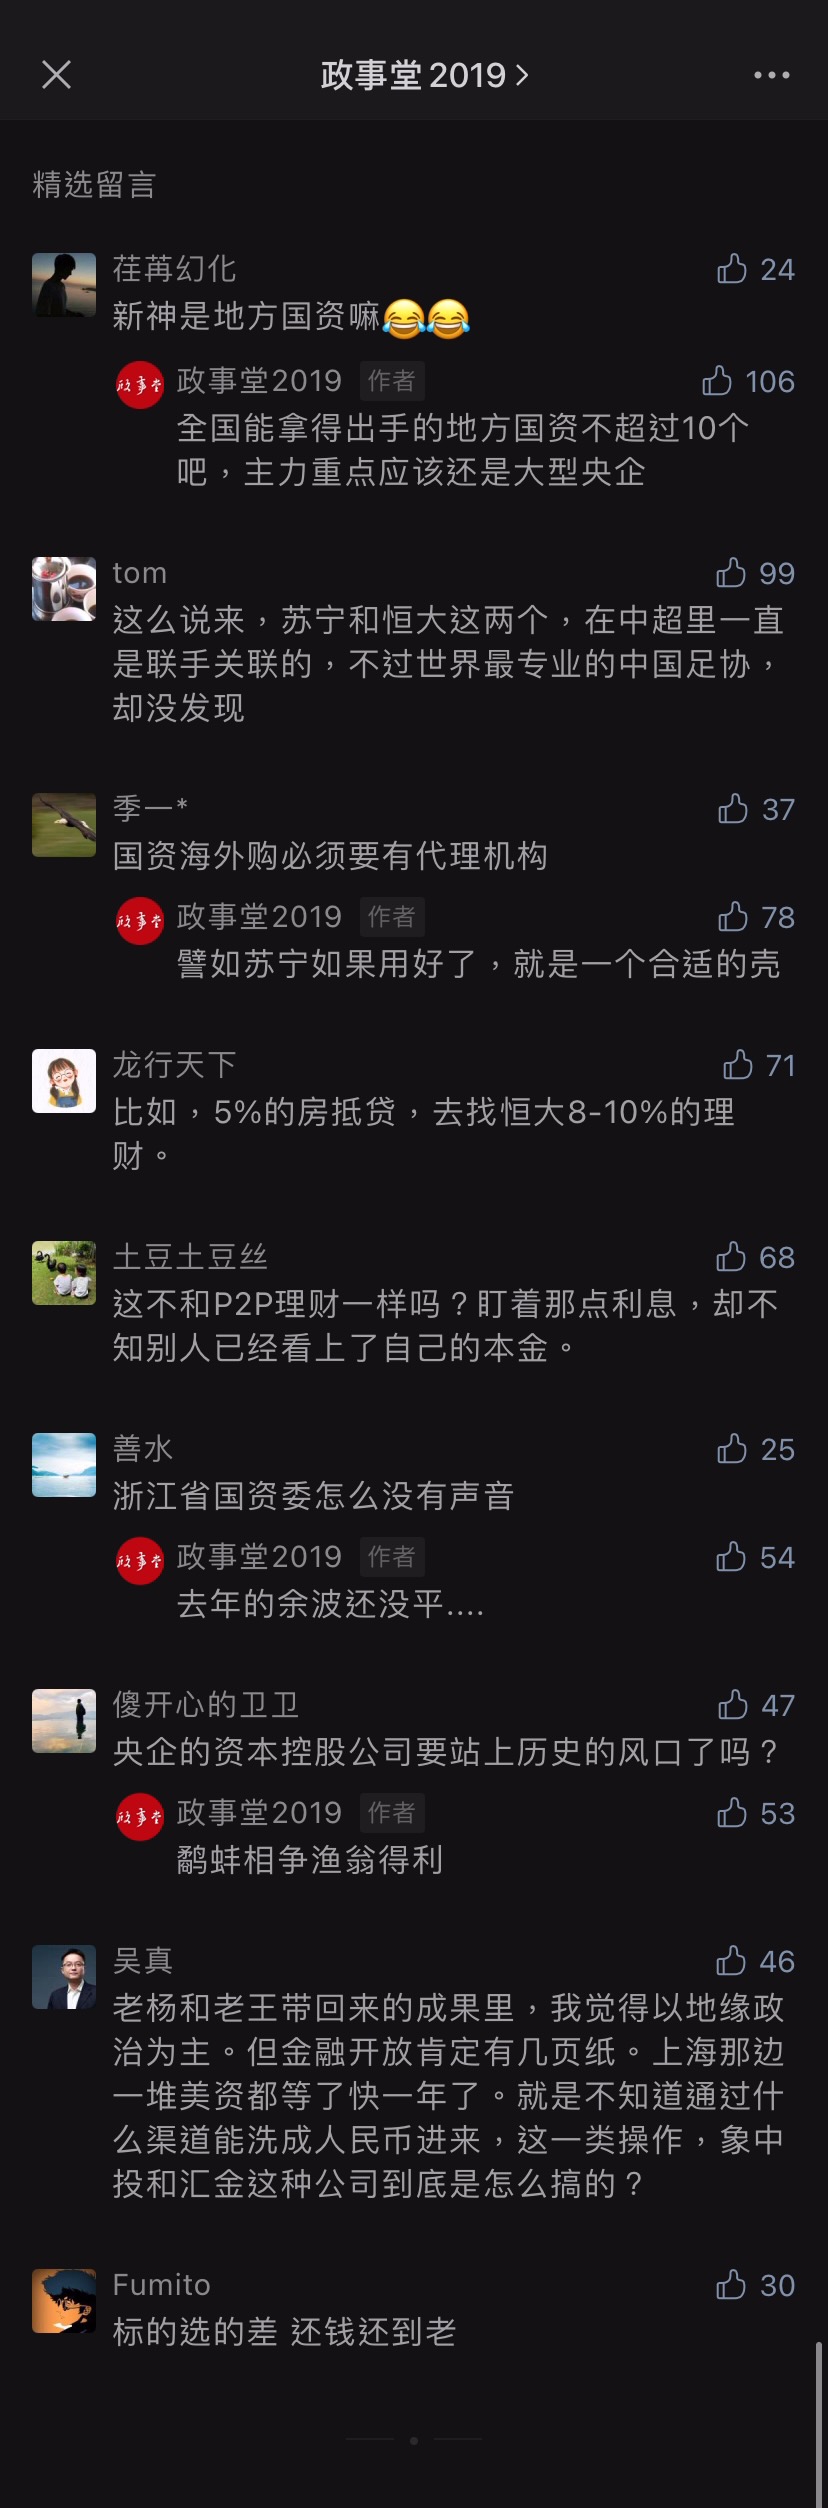 政事堂2019
精选留言
荏苒幻化
24
新神是地方国资嘛😂😂
政事堂2019 作者
106
全国能拿得出手的地方国资不超过10个
吧，主力重点应该还是大型央企
tom
99
这么说来，苏宁和恒大这两个，在中超里一直
是联手关联的，不过世界最专业的中国足协，
却没发现
季一*
37
国资海外购必须要有代理机构
政事堂2019 作者
78
譬如苏宁如果用好了，就是一个合适的壳
龙行天下
71
比如，5%的房抵贷，去找恒大8-10%的理
财。
土豆土豆丝
68
这不和P2P理财一样吗？盯着那点利息，却不
知别人已经看上了自己的本金。
善水
25
浙江省国资委怎么没有声音
政事堂2019 作者
54
去年的余波还没平....
傻开心的卫卫
47
央企的资本控股公司要站上历史的风口了吗？
政事堂2019 作者
53
鹬蚌相争渔翁得利
吴真
46
老杨和老王带回来的成果里，我觉得以地缘政
治为主。但金融开放肯定有几页纸。上海那边
一堆美资都等了快一年了。就是不知道通过什
么渠道能洗成人民币进来，这一类操作，象中
投和汇金这种公司到底是怎么搞的？
Fumito
30
标的选的差 还钱还到老